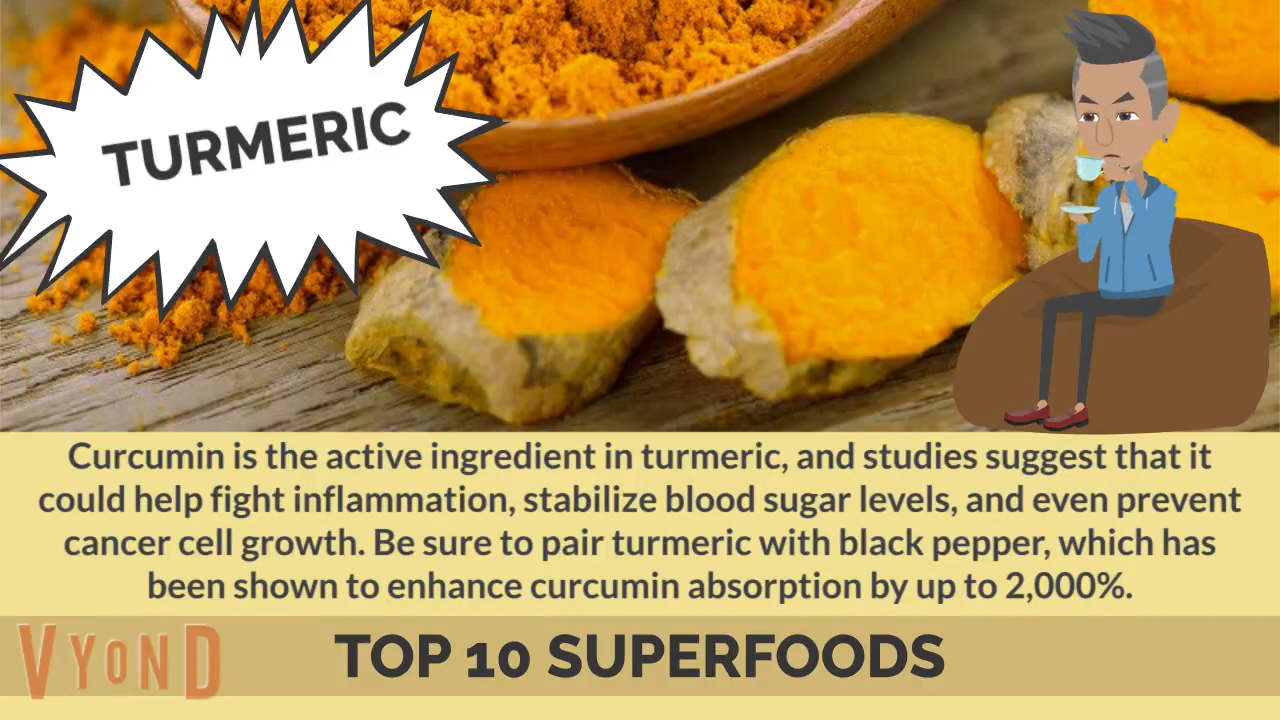 TURMERIC
Curcumin is the active ingredient in turmeric, and studies suggest that it
could help fight inflammation, stabilize blood sugar levels, and even prevent
cancer cell growth. Be sure to pair turmeric with black pepper, which has
been shown to enhance curcumin absorption by up to 2,000%.
VYOND
TOP 10 SUPERFOODS